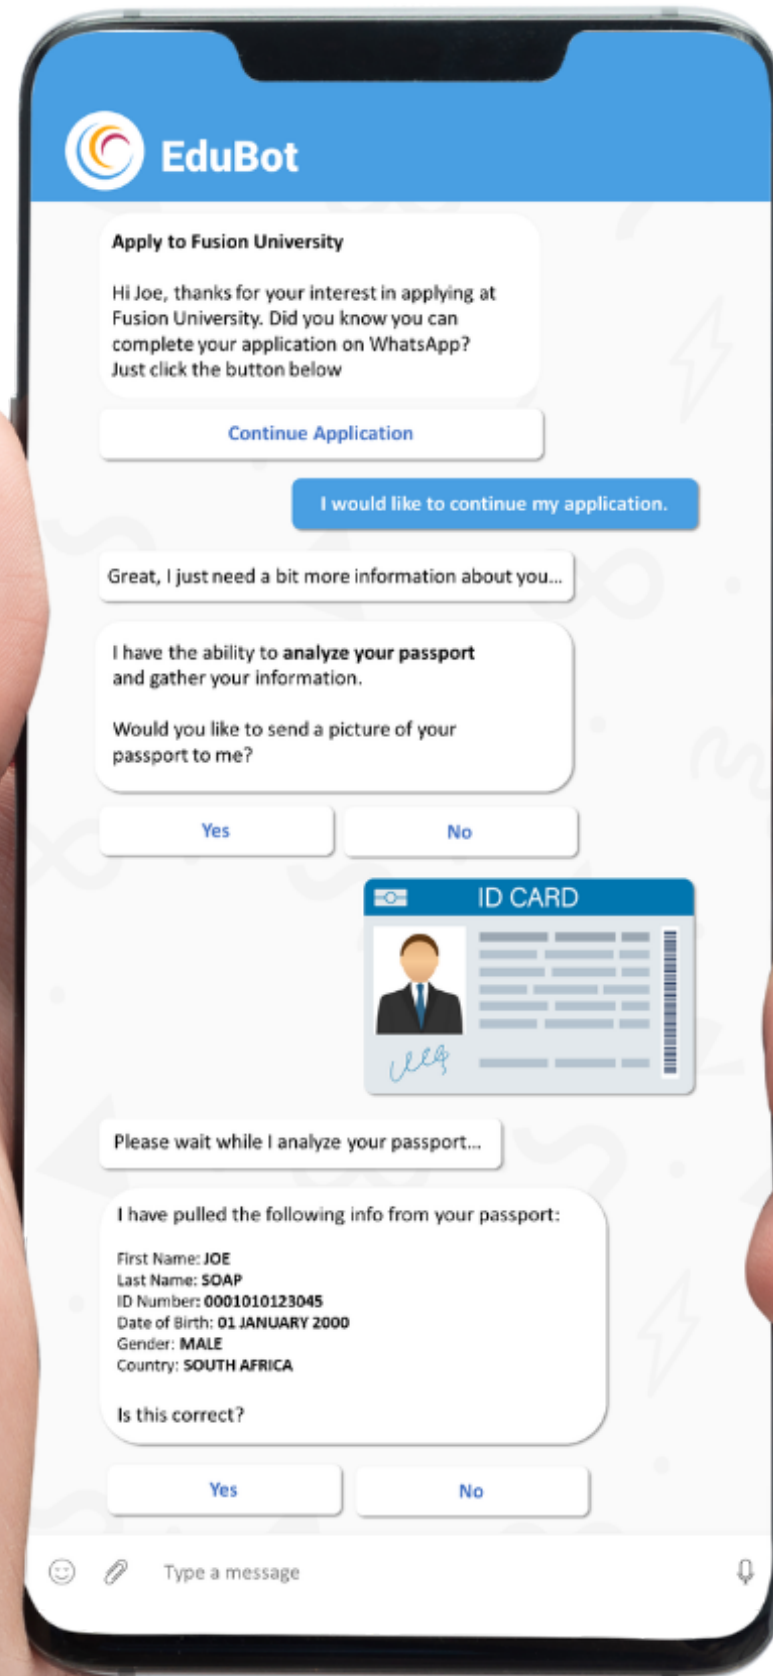 EduBot
Apply to Fusion University
Hi Joe, thanks for your interest in applying at
Fusion University. Did you know you can
complete your application on WhatsApp?
Just click the button below
Continue Application
I would like to continue my application.
Great, I just need a bit more information about you...
I have the ability to analyze your passport
and gather your information.
Would you like to send a picture of your
passport to me?
Yes
No
ID CARD
Please wait while I analyze your passport...
I have pulled the following info from your passport:
First Name: JOE
Last Name: SOAP
ID Number: 0001010123045
Date of Birth: 01 JANUARY 2000
Gender: MALE
Country: SOUTH AFRICA
Is this correct?
Yes
No
Type a message